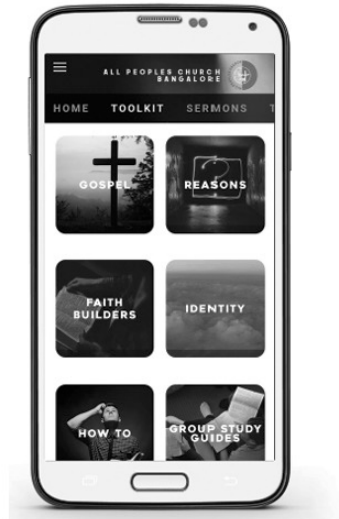 ALL PEOPLES CHURCH
BANGALORE
HOME TOOLKIT SERMONS T
GOSPEL
REASONS
FAITH
BUILDERS
IDENTITY
HOW TO
GROUP STUDY
GUIDES